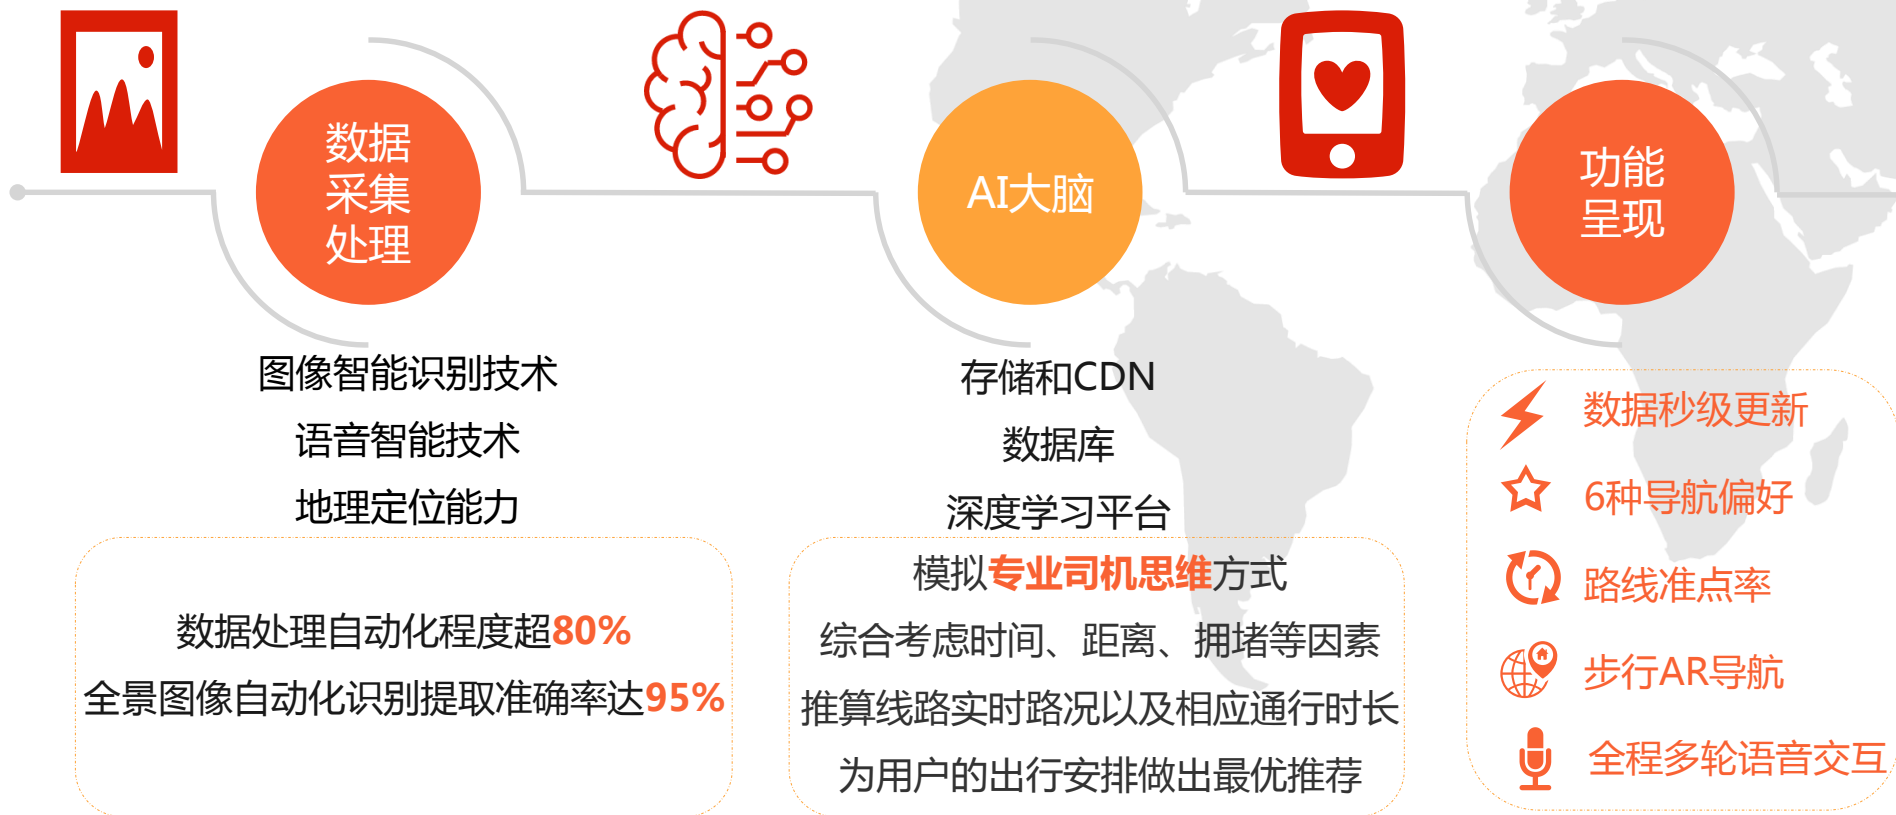 数据
采集
处理
AI大脑
功能
呈现
图像智能识别技术
语音智能技术
地理定位能力
数据处理自动化程度超80%
全景图像自动化识别提取准确率达95%
存储和CDN
数据库
深度学习平台
模拟专业司机思维方式
综合考虑时间、距离、拥堵等因素
推算线路实时路况以及相应通行时长
为用户的出行安排做出最优推荐
数据秒级更新
6种导航偏好
路线准点率
步行AR导航
全程多轮语音交互